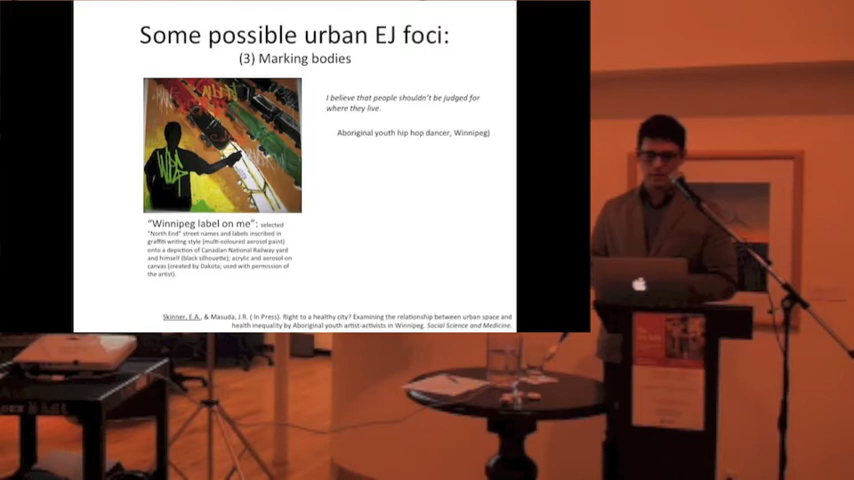 Some possible urban EJ foci:
(3) Marking bodies
I believe that people shouldn't be judged for
where they live.
Aboriginal youth hip hop dancer, Winnipeg)
WPG
"Winnipeg label on me": selected
"North End" street names and labels inscribed in
graffiti writing style (multi-coloured aerosol paint)
onto a depiction of Canadian National Railway yard
and himself (black silhouette); acrylic and aerosol on
canvas (created by Dakota; used with permission of
the artist).
Skinner, E.A., & Masuda, J.R. ( In Press). Right to a healthy city? Examining the relationship between urban space and
health inequality by Aboriginal youth artist-activists in Winnipeg. Social Science and Medicine.